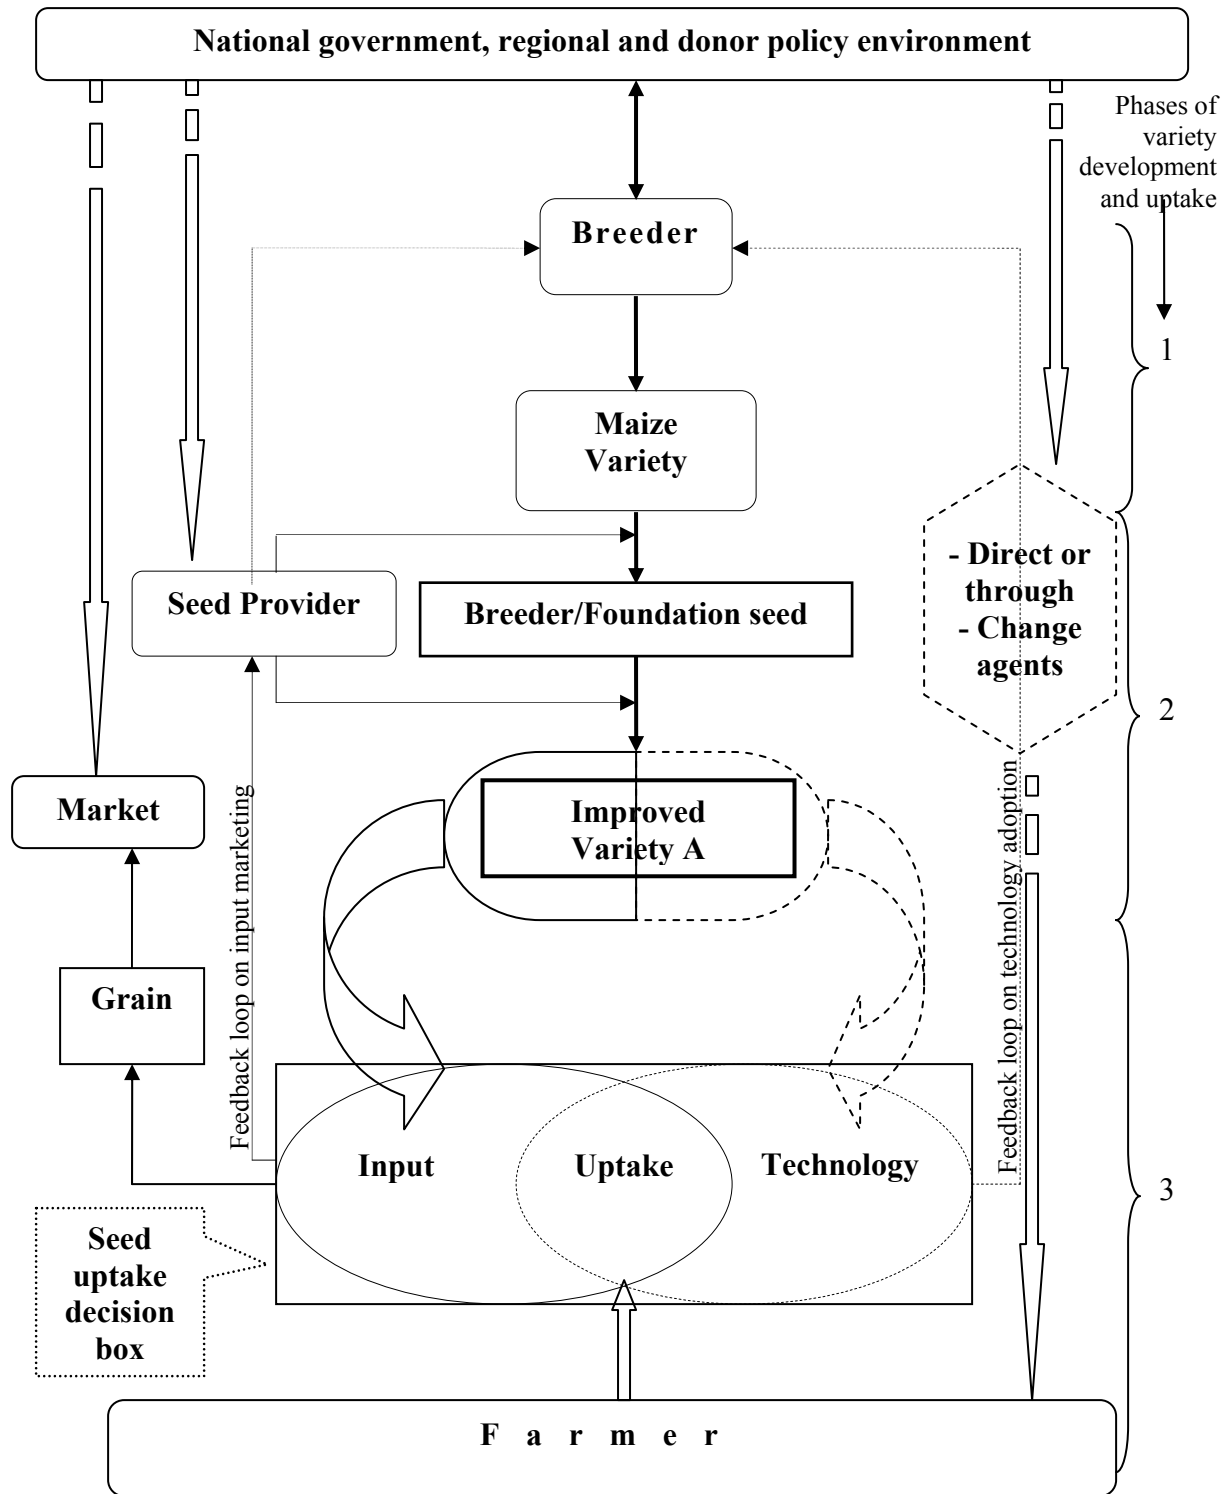 National government, regional and donor policy environment
Phases of
variety
development
and uptake
Breeder
1
Maize
Variety
- Direct or
through
- Change
agents
Seed Provider
Breeder/Foundation seed
2
Market
Improved
Variety A
Feedback loop on input marketing
Feedback loop on technology adoption
Grain
Input
Uptake
Technology
3
Seed
uptake
decision
box
F a r m e r